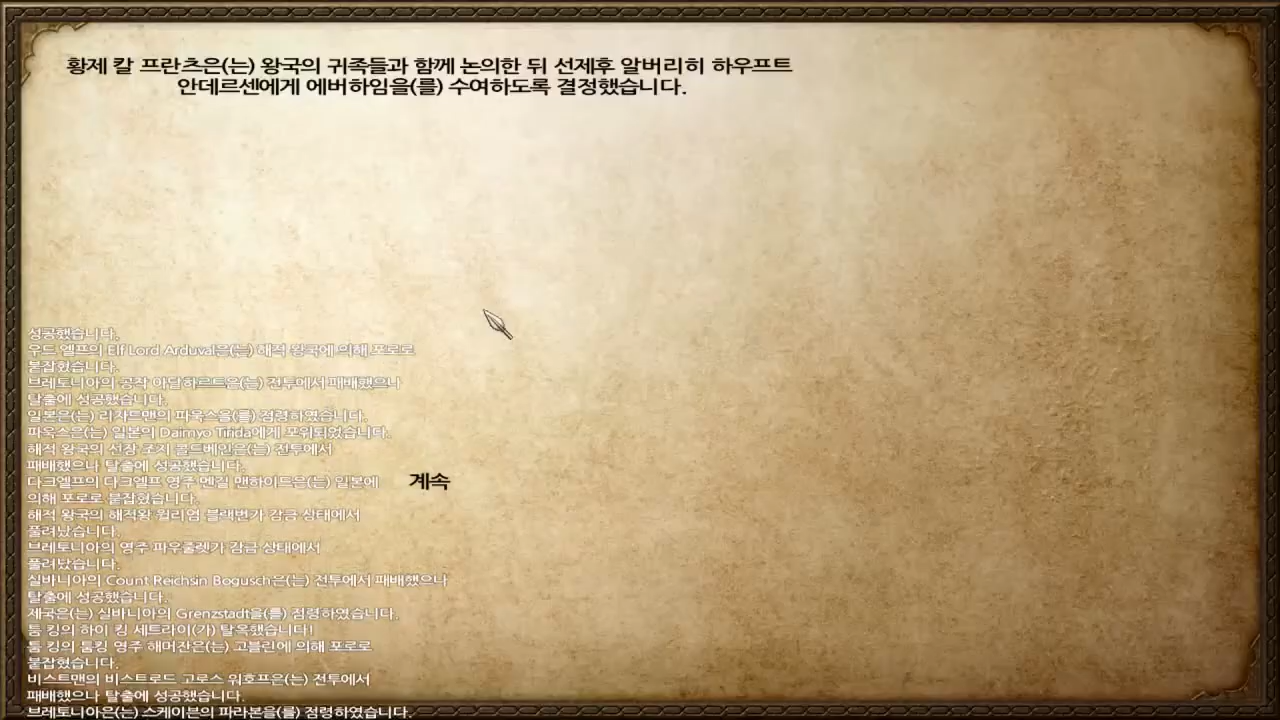 황제 칼 프란츠은(는) 왕국의 귀족들과 함께 논의한 뒤 선제후 알버리히 하우프트
안데르센에게 에버하임을(를) 수여하도록 결정했습니다.
성공했습니다.
우드 엘프의 Elf Lord Arduval은(는) 해적 왕국에 의해 포로로
붙잡혔습니다.
브레토니아의 공작 아달하르트은(는) 전투에서 패배했으나
탈출에 성공했습니다.
일본은(는) 리자드맨의 파욱스을(를) 점령하였습니다.
파욱스은(는) 일본의 Daimyo Tirida에게 포위되었습니다.
해적 왕국의 선장 조지 콜드베인은(는) 전투에서
패배했으나 탈출에 성공했습니다.
다크엘프의 다크엘프 영주 멘길 맨하이드은(는) 일본에
의해 포로로 붙잡혔습니다.
계속
해적 왕국의 해적왕 윌리엄 블랙번가 감금 상태에서
풀려났습니다.
브레토니아의 영주 파우줄렛가 감금 상태에서
풀려났습니다.
실바니아의 Count Reichsin Bogusch은(는) 전투에서 패배했으나
탈출에 성공했습니다.
제국은(는) 실바니아의 Grenzstadt을(를) 점령하였습니다.
툼 킹의 하이 킹 세트라이(가) 탈옥했습니다!
툼 킹의 툼킹 영주 해머잔은(는) 고블린에 의해 포로로
붙잡혔습니다.
비스트맨의 비스트로드 고로스 워호프은(는) 전투에서
패배했으나 탈출에 성공했습니다.
브레토니아은(는) 스케이븐의 파라본을(를) 점령하였습니다.